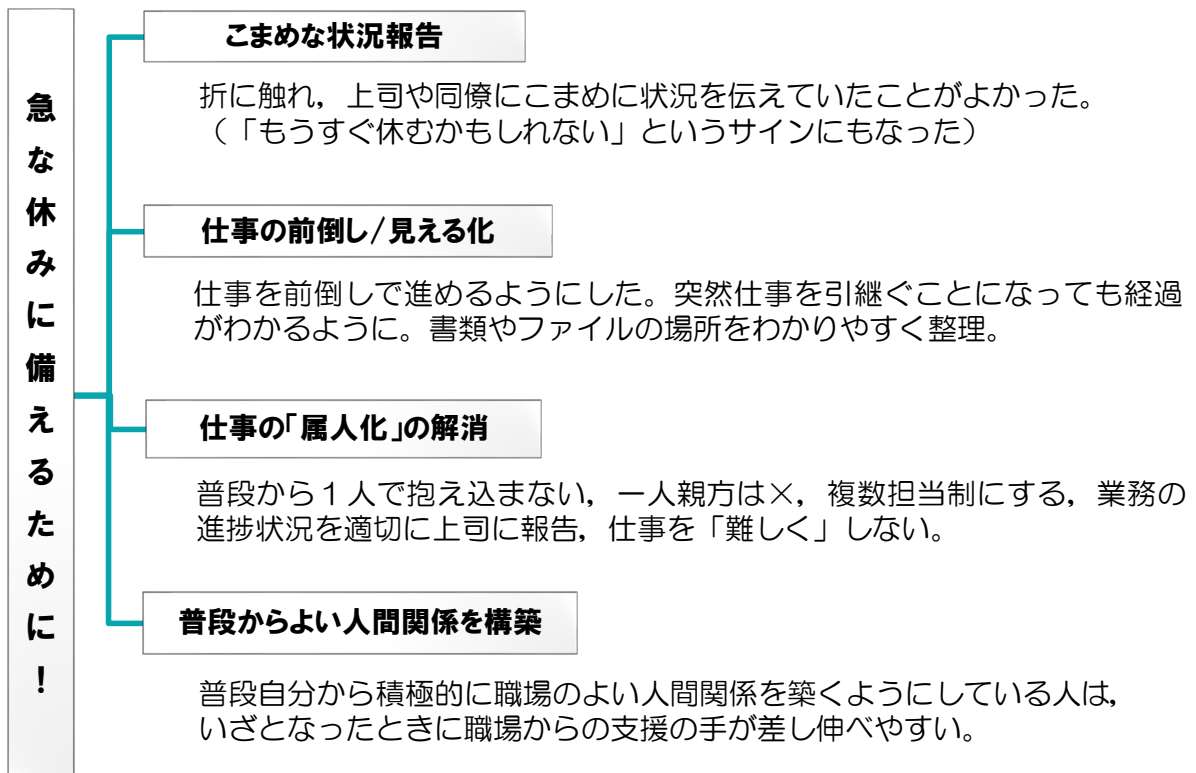 急な休みに備えるために！
こまめな状況報告
折に触れ，上司や同僚にこまめに状況を伝えていたことがよかった。
（「もうすぐ休むかもしれない」というサインにもなった）
仕事の前倒し/見える化
仕事を前倒しで進めるようにした。突然仕事を引継ぐことになっても経過
がわかるように。書類やファイルの場所をわかりやすく整理。
仕事の「属人化」の解消
普段から１人で抱え込まない，一人親方は×，複数担当制にする，業務の
進捗状況を適切に上司に報告，仕事を「難しく」しない。
普段からよい人間関係を構築
普段自分から積極的に職場のよい人間関係を築くようにしている人は，
いざとなったときに職場からの支援の手が差し伸べやすい。